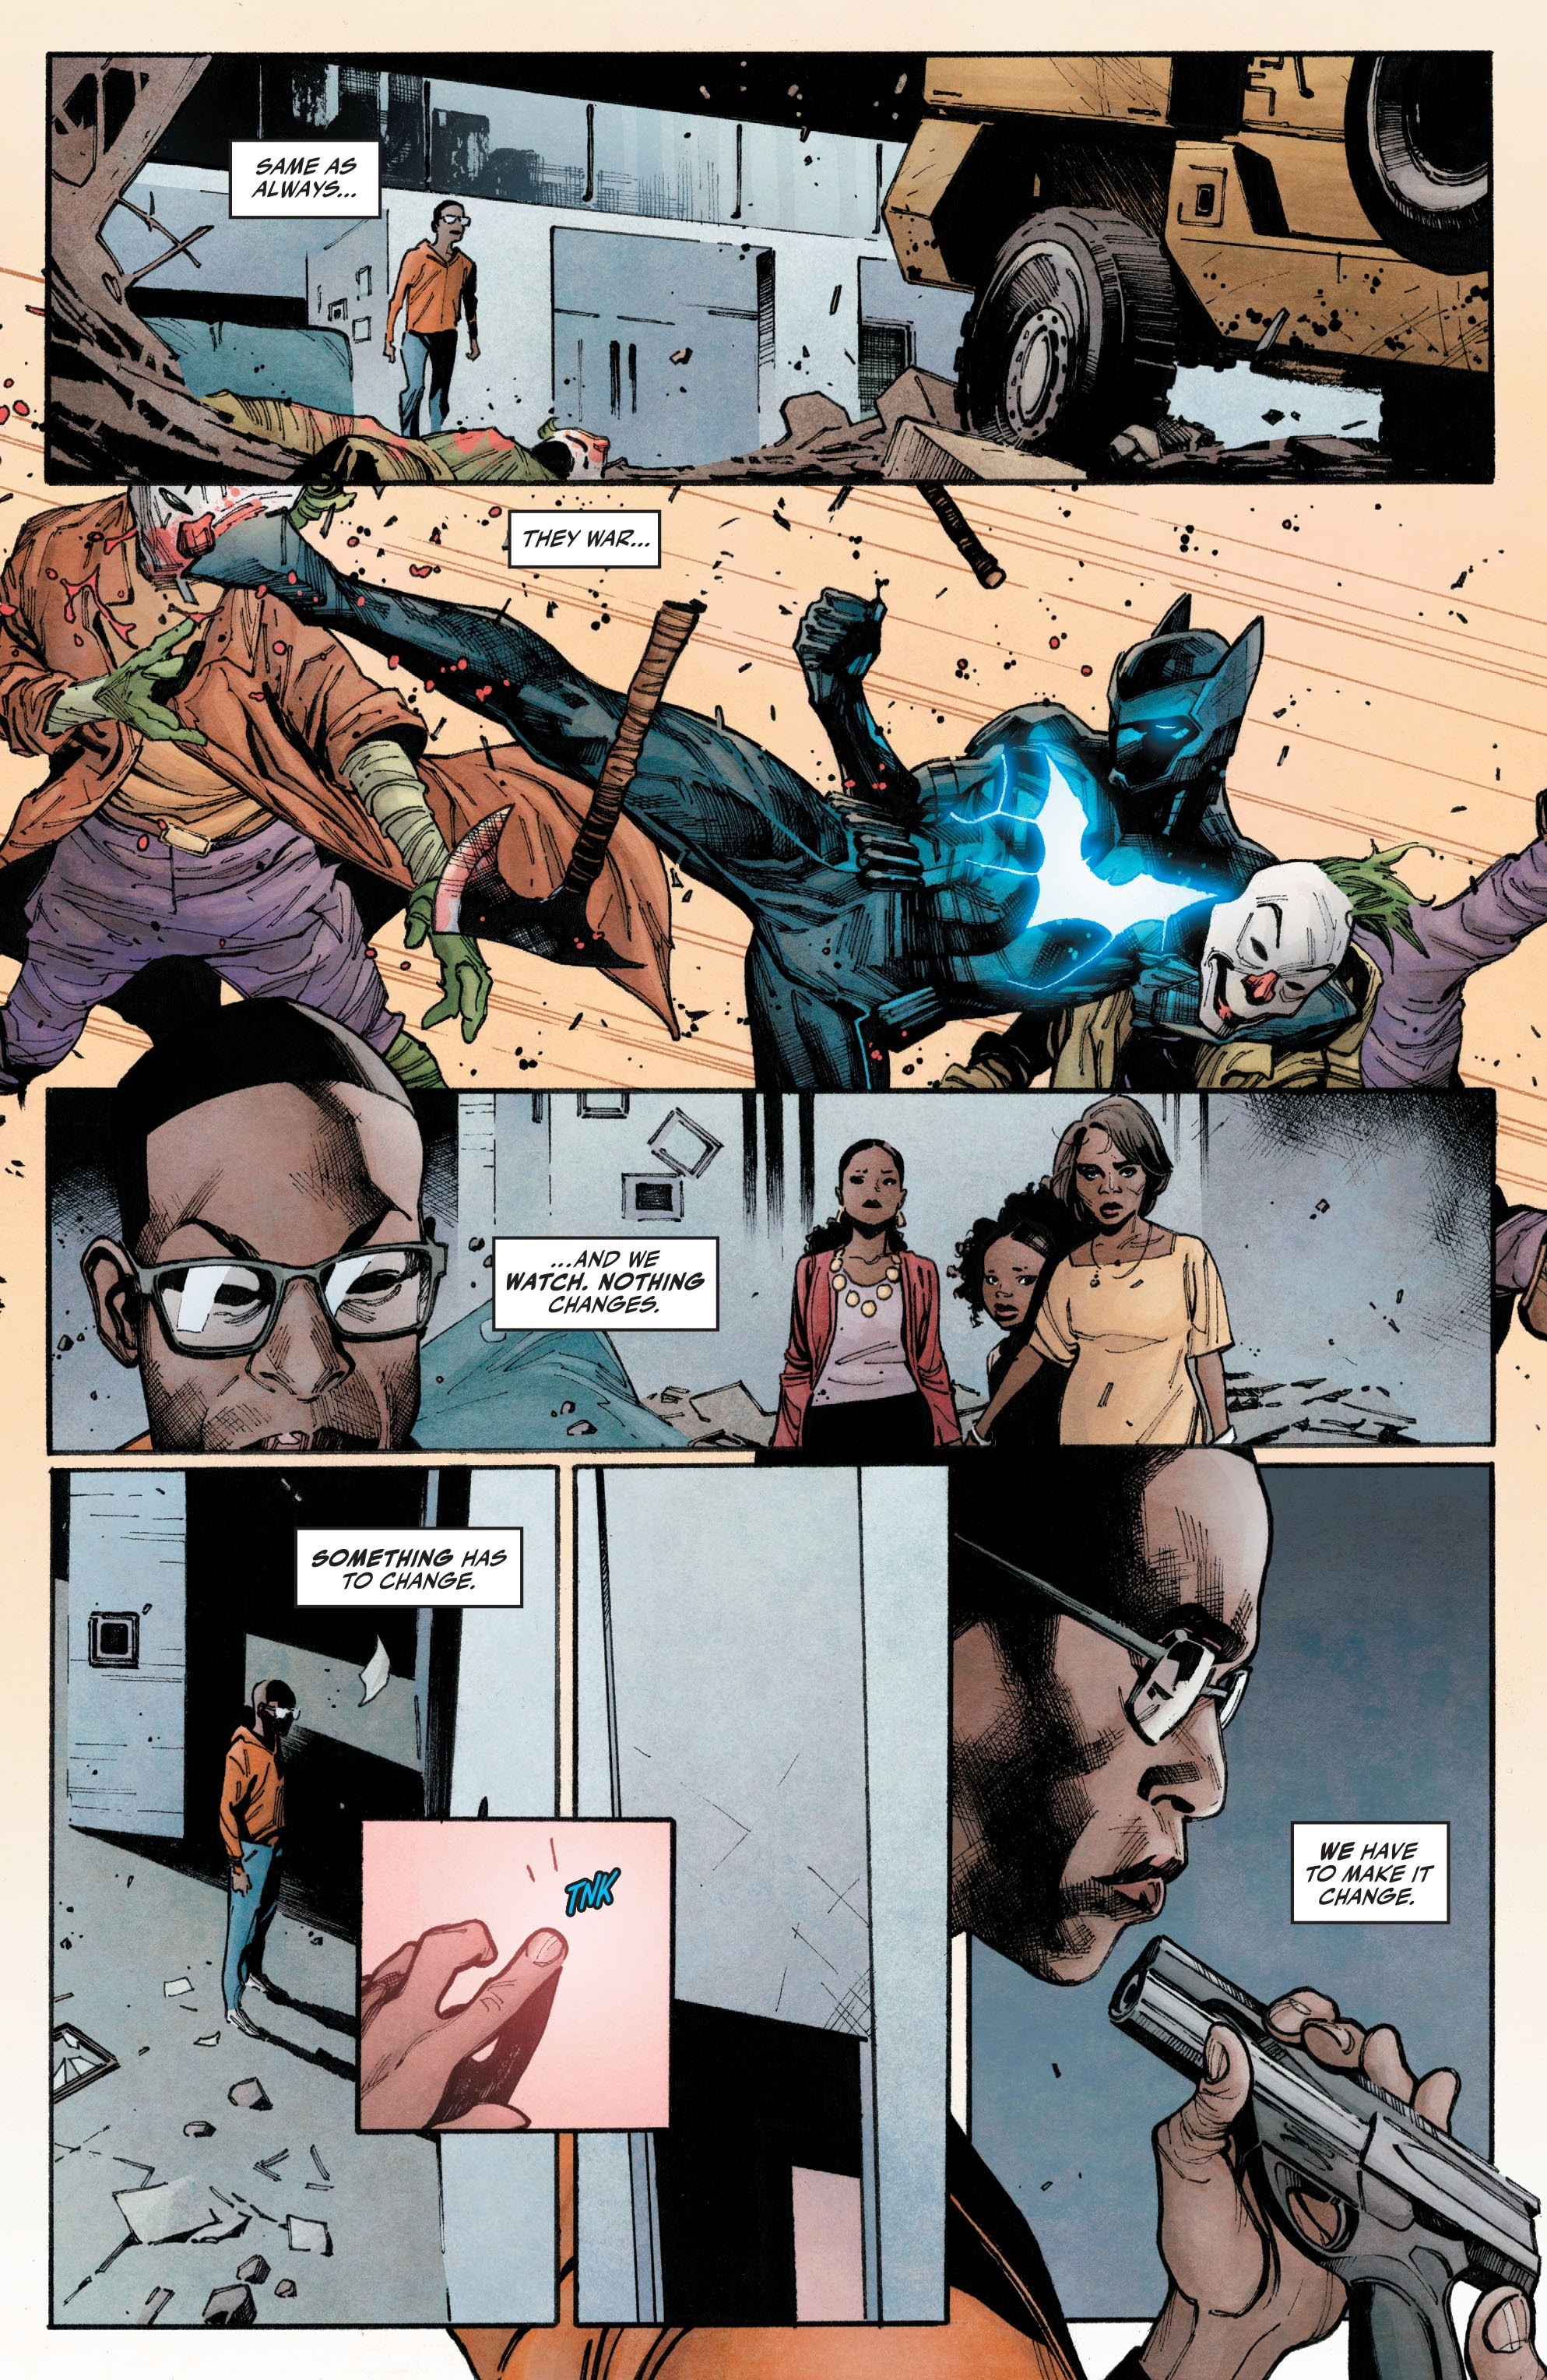 SAME AS
ALWAYS...
THEY WAR...
...AND WE
WATCH. NOTHING
CHANGES.
SOMETHING HAS
TO CHANGE.
TNK
WE HAVE
TO MAKE IT
CHANGE.